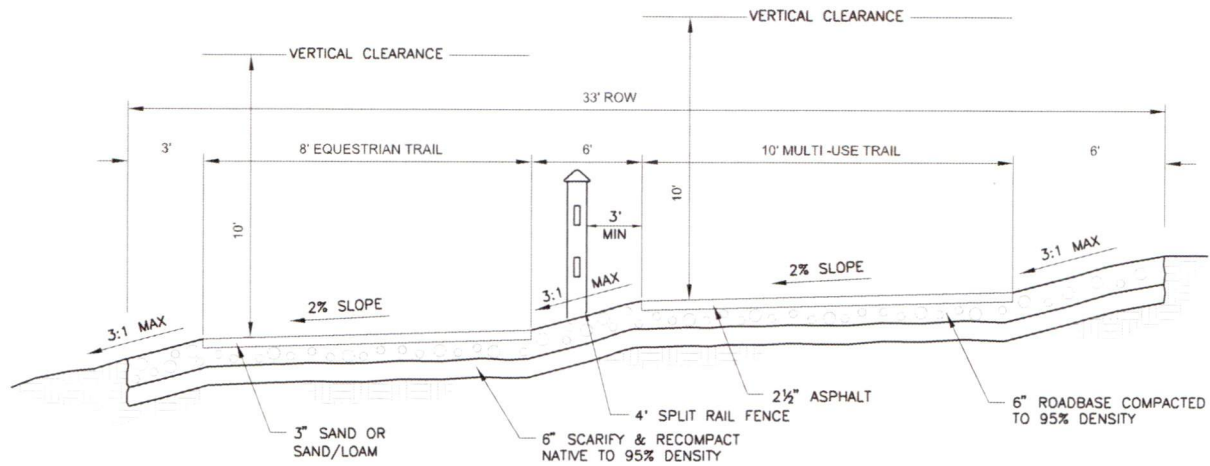 VERTICAL CLEARANCE
VERTICAL CLEARANCE
33' ROW
3'
8' EQUESTRIAN TRAIL
6'
10' MULTI -USE TRAIL
6'
10'
10'
3'
MIN
3:1 MAX
2% SLOPE
3:1 MAX
2% SLOPE
3:1 MAX
3" SAND OR
SAND/LOAM
6" SCARIFY & RECOMPACT
NATIVE TO 95% DENSITY
4' SPLIT RAIL FENCE
2½" ASPHALT
6" ROADBASE COMPACTED
TO 95% DENSITY